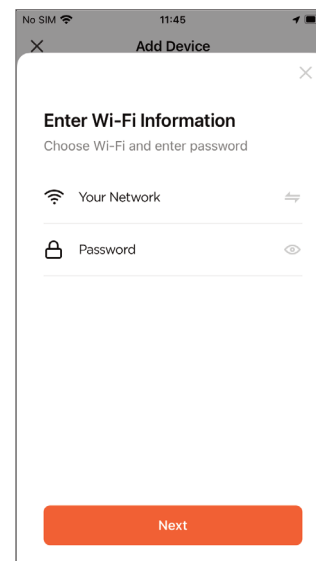 No SIM 11:45
Add Device
Enter Wi-Fi Information
Choose Wi-Fi and enter password
Your Network
Password
Next